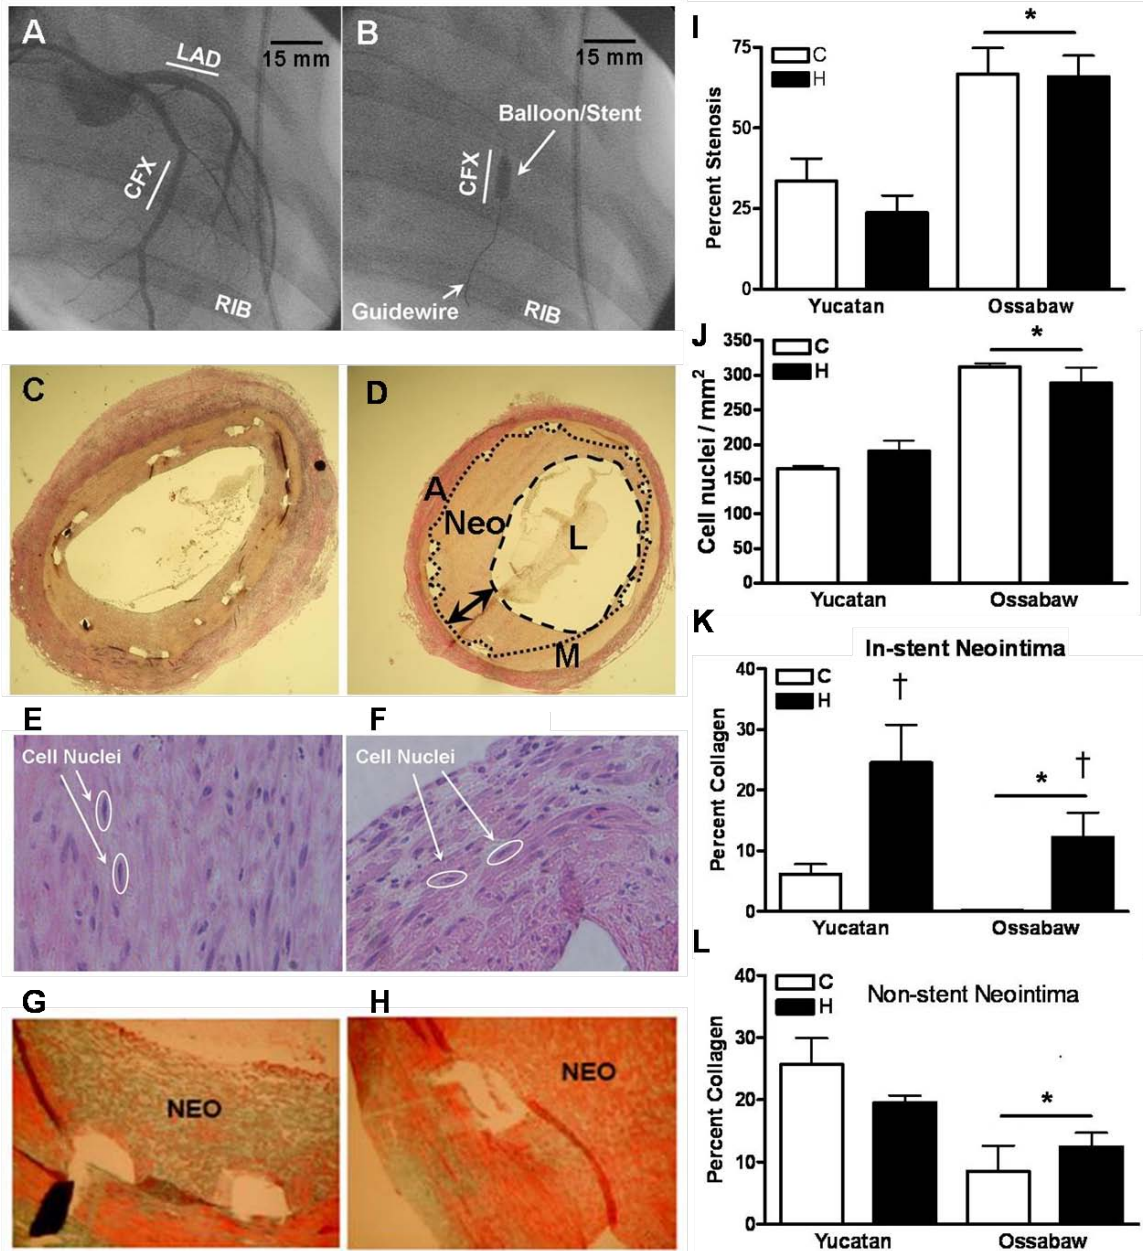 A
LAD
15 mm
CFX
RIB
B
15 mm
Balloon/Stent
CFX
Guidewire
RIB
C
D
A
Neo
L
M
E
Cell Nuclei
F
Cell Nuclei
G
NEO
H
NEO
I
*
C
H
Percent Stenosis
75
50
25
0
Yucatan
Ossabaw
J
*
C
H
Cell nuclei / mm²
350
300
250
200
150
100
50
0
Yucatan
Ossabaw
K
In-stent Neointima
C
H
†
*
†
Percent Collagen
40
30
20
10
0
Yucatan
Ossabaw
L
Non-stent Neointima
C
H
*
Percent Collagen
40
30
20
10
0
Yucatan
Ossabaw